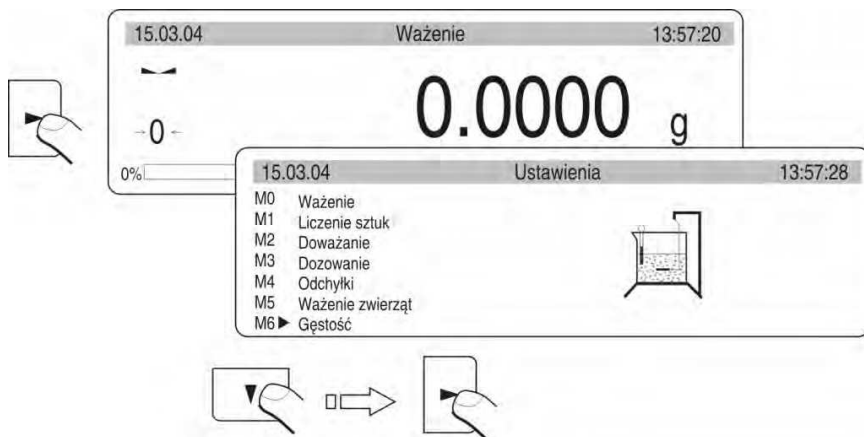 15.03.04 Ważenie 13:57:20
0.0000 g
→0←
0%
15.03.04 Ustawienia 13:57:28
M0 Ważenie
M1 Liczenie sztuk
M2 Doważanie
M3 Dozowanie
M4 Odchyłki
M5 Ważenie zwierząt
M6 ▶ Gęstość